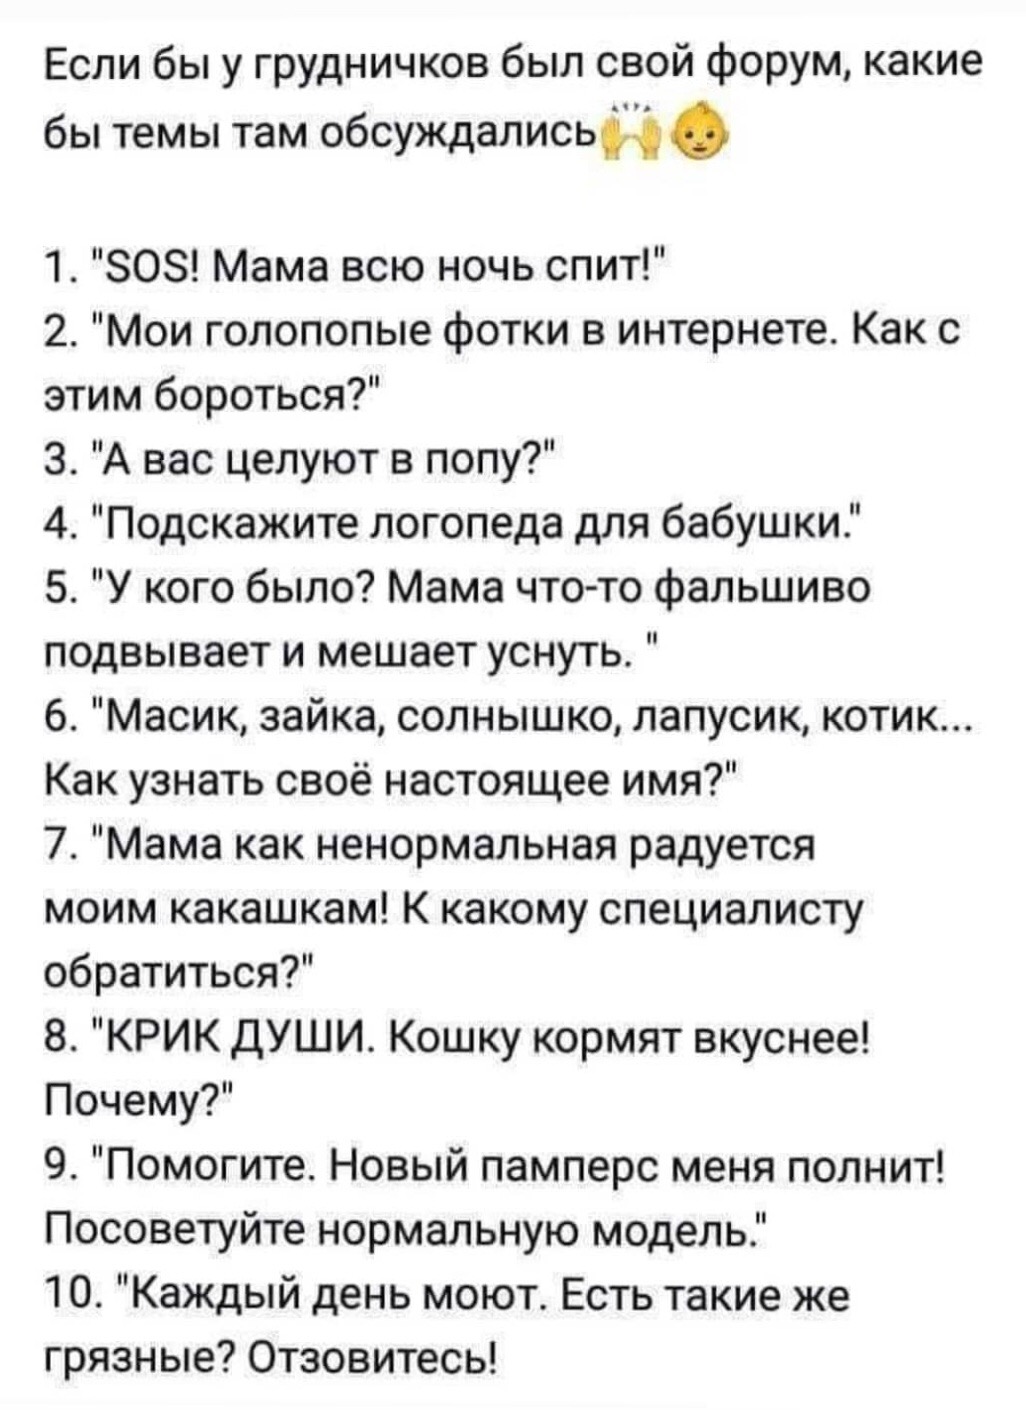 Если бы у грудничков был свой форум, какие
бы темы там обсуждались🙌👶
1. "SOS! Мама всю ночь спит!"
2. "Мои голопопые фотки в интернете. Как с
этим бороться?"
3. "А вас целуют в попу?"
4. "Подскажите логопеда для бабушки."
5. "У кого было? Мама что-то фальшиво
подвывает и мешает уснуть. "
6. "Масик, зайка, солнышко, лапусик, котик...
Как узнать своё настоящее имя?"
7. "Мама как ненормальная радуется
моим какашкам! К какому специалисту
обратиться?"
8. "КРИК ДУШИ. Кошку кормят вкуснее!
Почему?"
9. "Помогите. Новый памперс меня полнит!
Посоветуйте нормальную модель."
10. "Каждый день моют. Есть такие же
грязные? Отзовитесь!